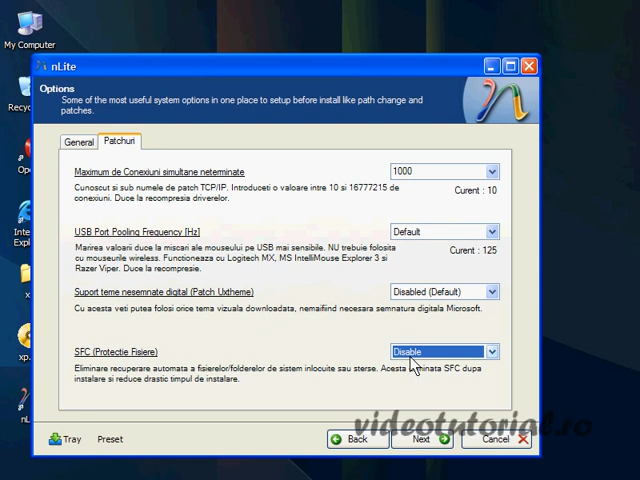 My Computer
nLite
Options
Some of the most useful system options in one place to setup before install like path change and
patches.
General
Patchuri
Maximum de Conexiuni simultane neterminate
1000
Cunoscut si sub numele de patch TCP/IP. Introduceti o valoare intre 10 si 16777215 de
conexiuni. Duce la recompresia driverelor.
Curent : 10
USB Port Pooling Frequency [Hz]
Default
Marirea valoarii duce la miscari ale mouseului pe USB mai sensibile. NU trebuie folosita
cu mouseurile wireless. Functioneaza cu Logitech MX, MS IntelliMouse Explorer 3 si
Razer Viper. Duce la recompresie.
Curent : 125
Suport teme nesemnate digital (Patch Uxtheme)
Disabled (Default)
Cu acesta veti putea folosi orice tema vizuala downloadata, nemaifiind necesara semnatura digitala Microsoft.
SFC (Protectie Fisiere)
Disable
Eliminare recuperare automata a fisierelor/folderelor de sistem inlocuite sau sterse. Acesta SFC dupa
instalare si reduce drastic timpul de instalare.
videotutorial.ro
Tray
Preset
Back
Next
Cancel